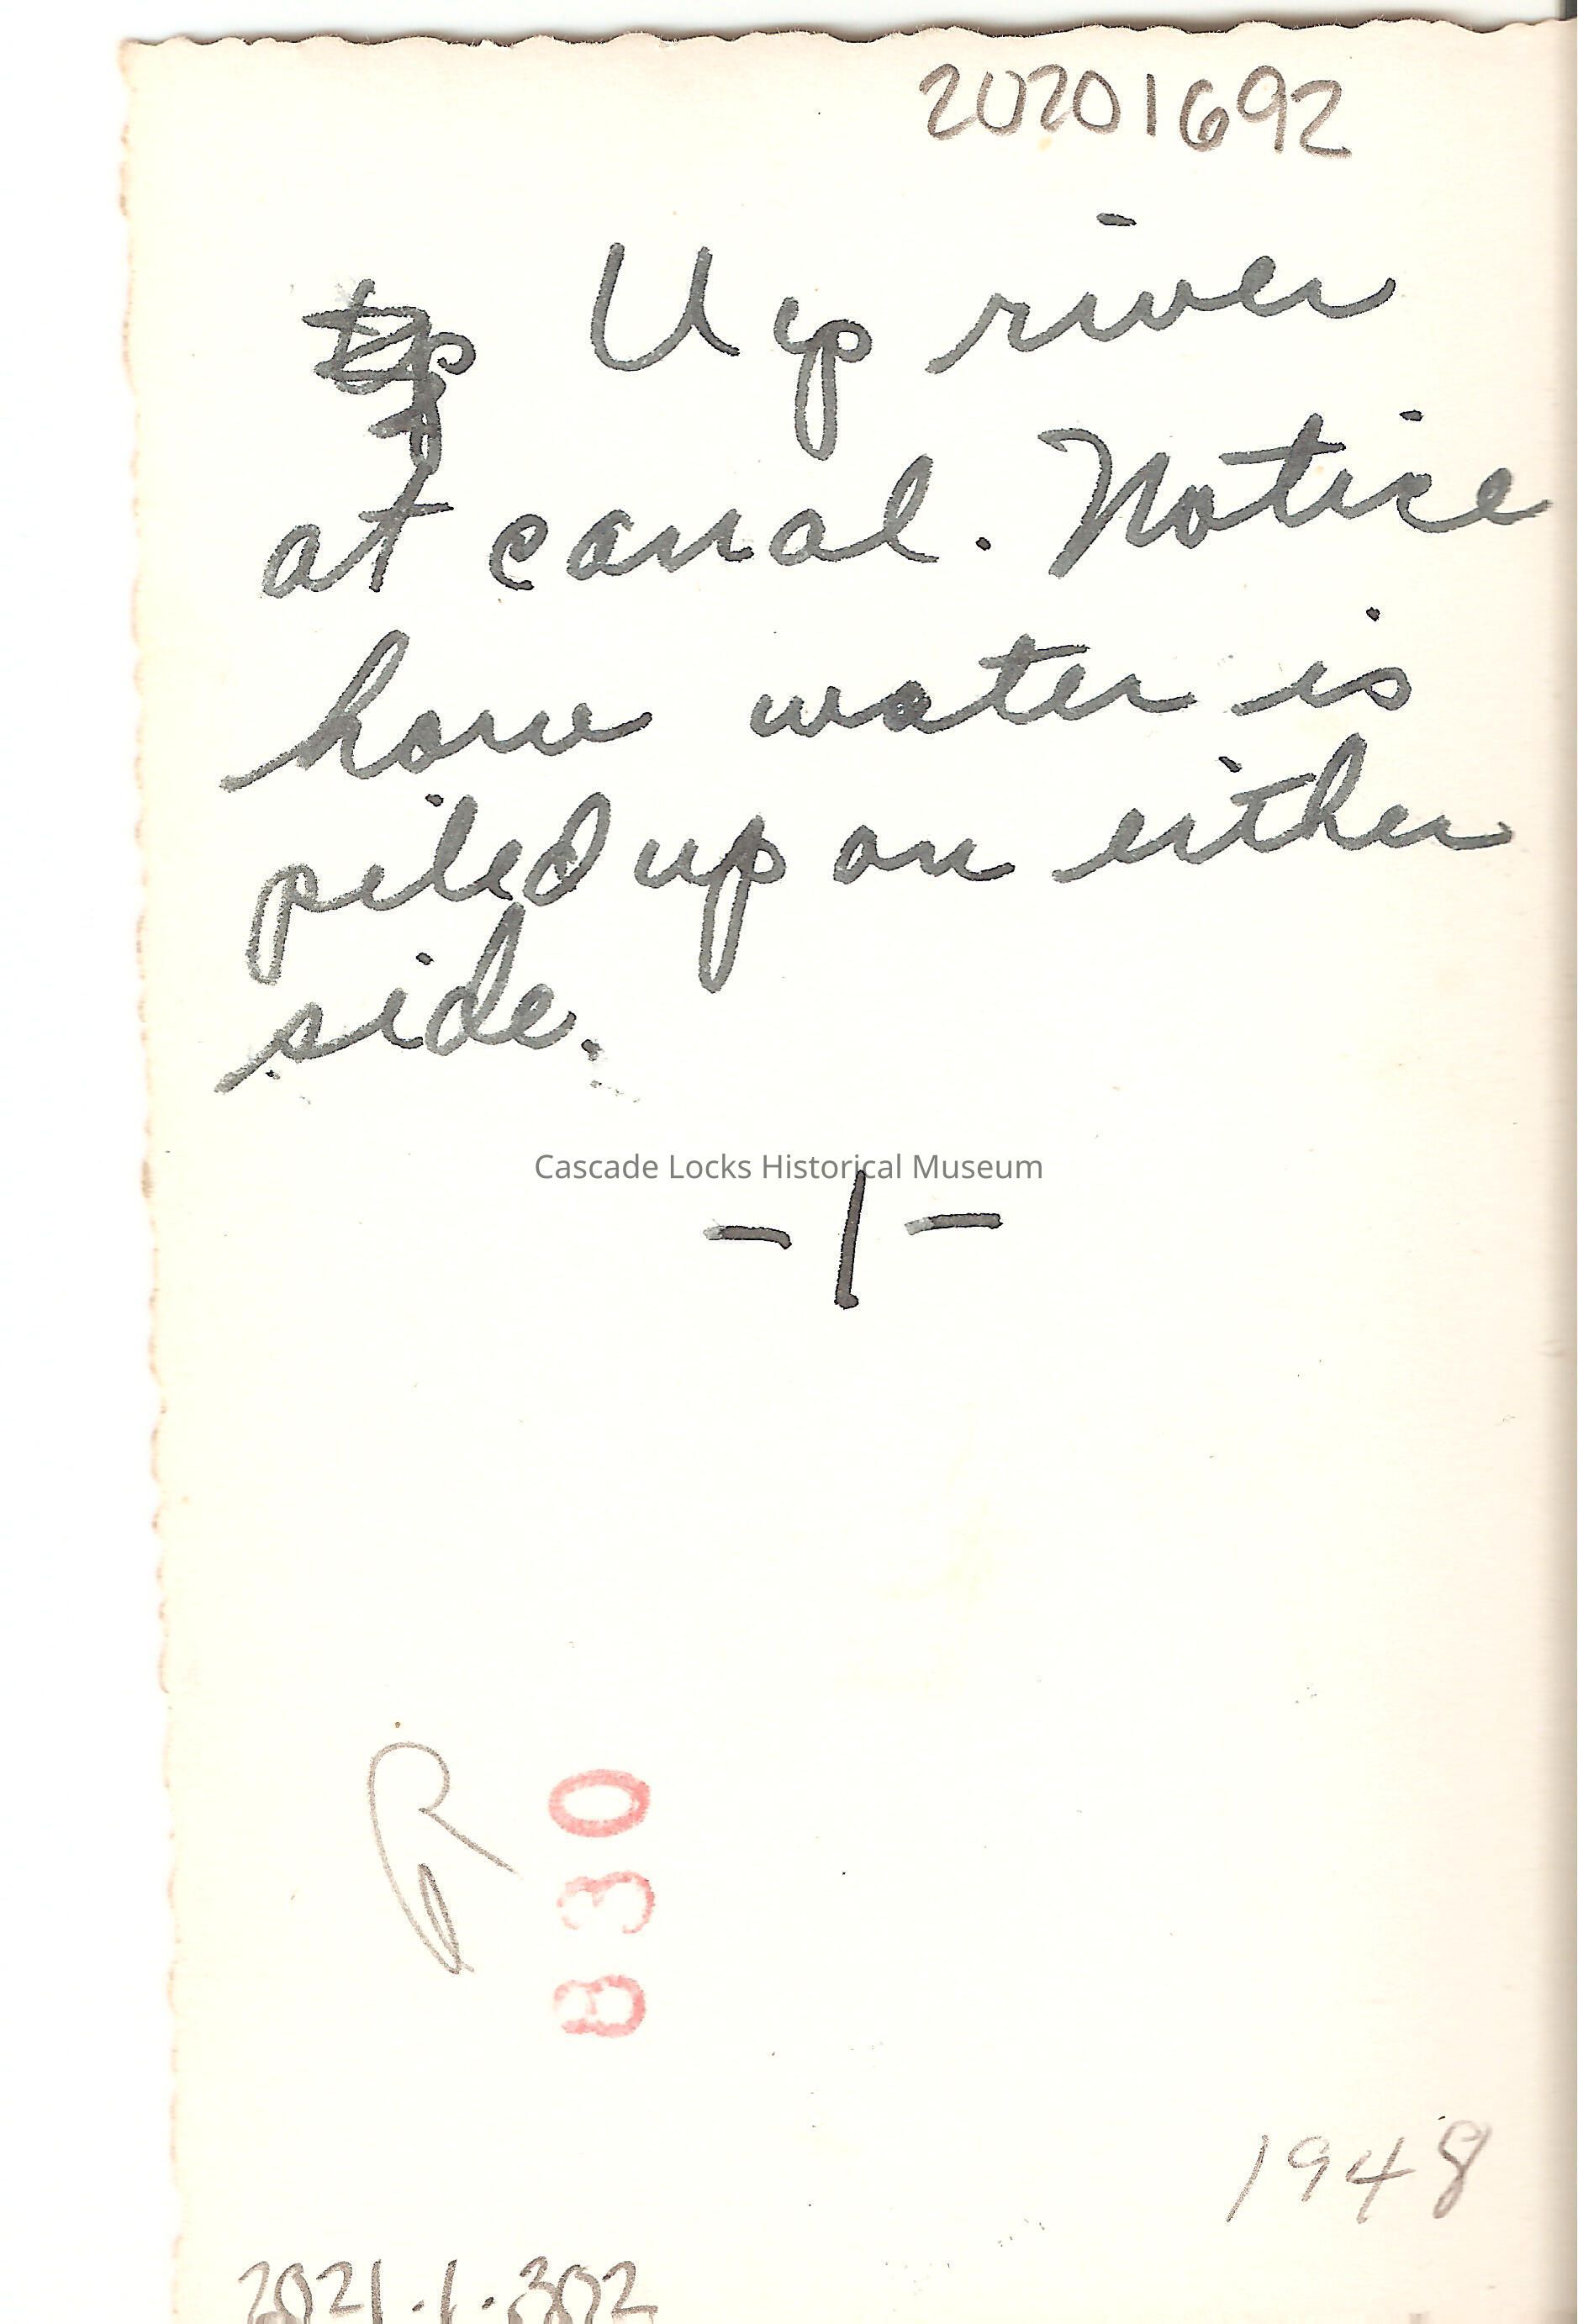 20201692
Up river
at canal. Notice
how water is
piled up on either
side.
Cascade Locks Historical Museum
-1-
R
830
1948
2021.1.302